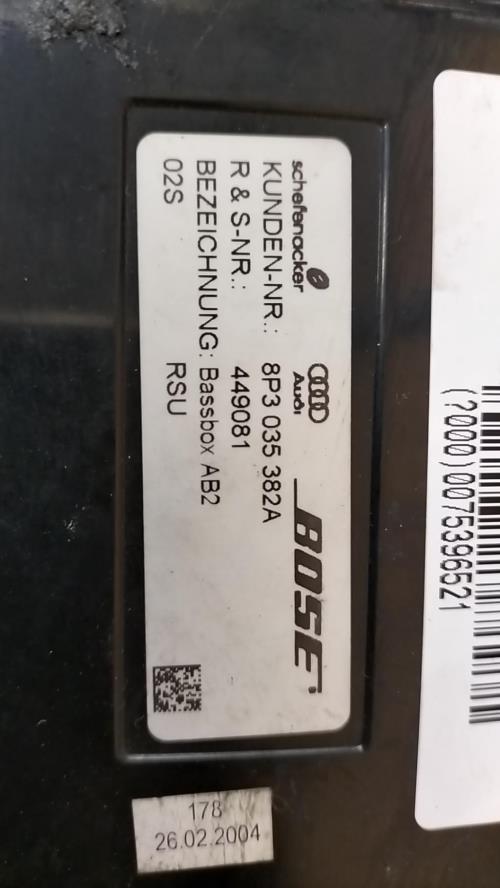 schefenacker Audi BOSE
KUNDEN-NR.: 8P3 035 382A
R & S-NR.: 449081
BEZEICHNUNG: Bassbox AB2
02S RSU
(?000)0075396521
178
26.02.2004